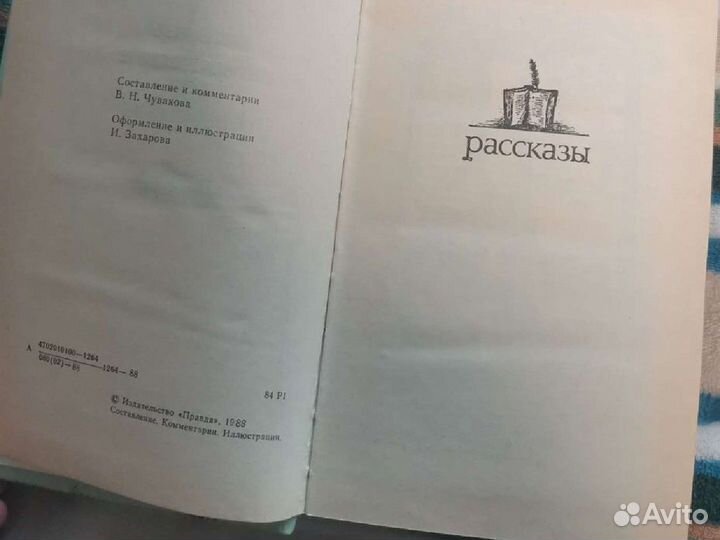 Составление и комментарии
В. Н. Чувакова
Оформление и иллюстрации
И. Захарова
А 4702010100—1264
080(02)—88 —1264—88
84 Р1
© Издательство «Правда», 1988
Составление. Комментарии. Иллюстрации.
рассказы
Avito